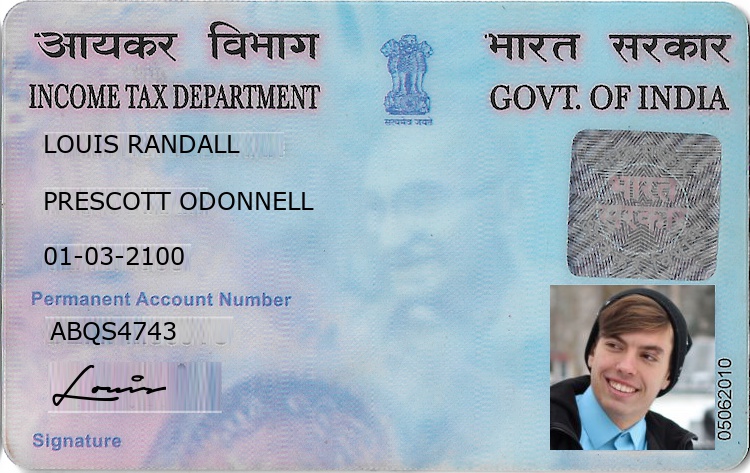 आयकर विभाग
भारत सरकार
INCOME TAX DEPARTMENT
GOVT. OF INDIA
सत्यमेव जयते
LOUIS RANDALL
PRESCOTT ODONNELL
01-03-2100
भारत
सरकार
Permanent Account Number
ABQS4743
Louis
Signature
05062010